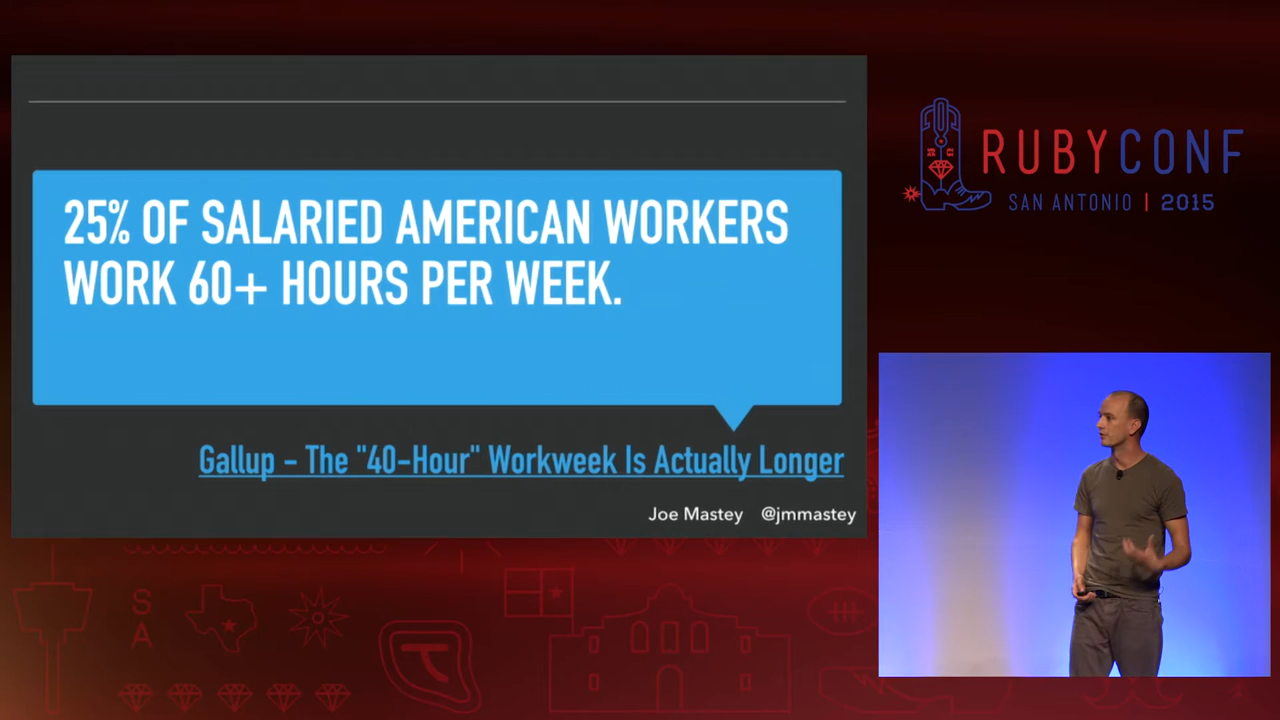 25% OF SALARIED AMERICAN WORKERS
WORK 60+ HOURS PER WEEK.
Gallup - The "40-Hour" Workweek Is Actually Longer
Joe Mastey @jmmastey
RUBYCONF
SAN ANTONIO | 2015
S
A